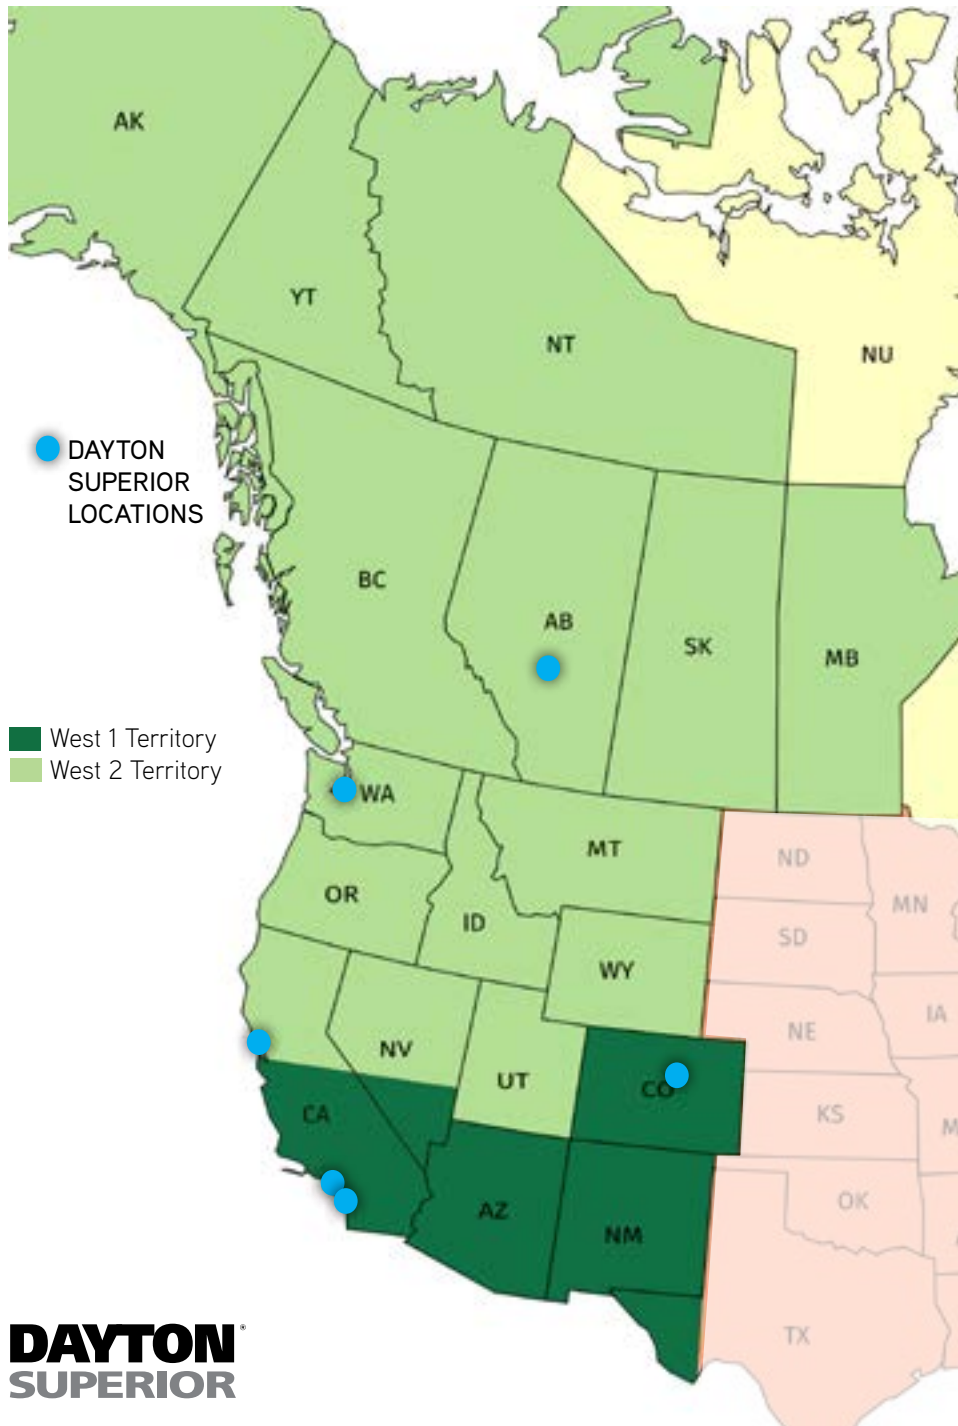 AK
YT
NT
NU
DAYTON
SUPERIOR
LOCATIONS
BC
AB
SK
MB
West 1 Territory
West 2 Territory
WA
MT
ND
OR
ID
MN
SD
WY
IA
NE
NV
UT
CO
CA
KS
AZ
OK
NM
TX
DAYTON®
SUPERIOR